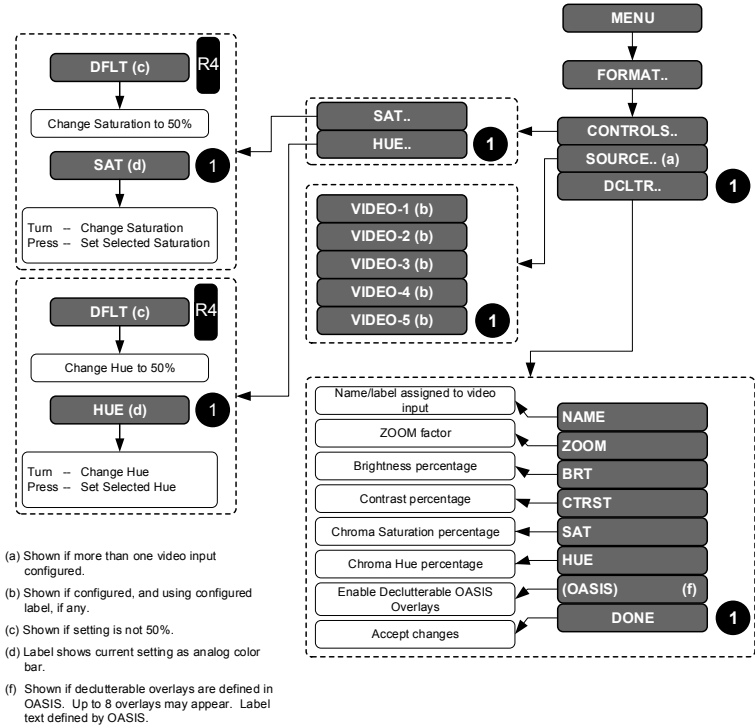 MENU
FORMAT..
CONTROLS..
SOURCE.. (a)
DCLTR..
1
SAT..
HUE..
1
DFLT (c)
R4
Change Saturation to 50%
SAT (d)
1
Turn -- Change Saturation
Press -- Set Selected Saturation
DFLT (c)
R4
Change Hue to 50%
HUE (d)
1
Turn -- Change Hue
Press -- Set Selected Hue
VIDEO-1 (b)
VIDEO-2 (b)
VIDEO-3 (b)
VIDEO-4 (b)
VIDEO-5 (b)
1
Name/label assigned to video
input
NAME
ZOOM factor
ZOOM
Brightness percentage
BRT
Contrast percentage
CTRST
Chroma Saturation percentage
SAT
Chroma Hue percentage
HUE
Enable Declutterable OASIS
Overlays
(OASIS) (f)
Accept changes
DONE
1
(a) Shown if more than one video input
configured.
(b) Shown if configured, and using configured
label, if any.
(c) Shown if setting is not 50%.
(d) Label shows current setting as analog color
bar.
(f) Shown if declutterable overlays are defined in
OASIS. Up to 8 overlays may appear. Label
text defined by OASIS.